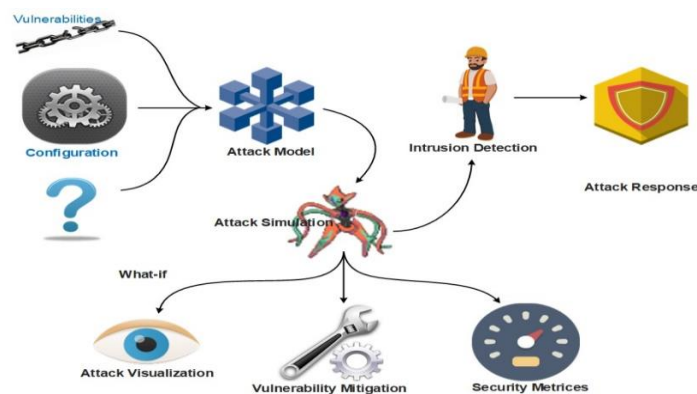 Vulnerabilities
Configuration
Attack Model
Intrusion Detection
Attack Response
Attack Simulation
What-if
Attack Visualization
Vulnerability Mitigation
Security Metrices